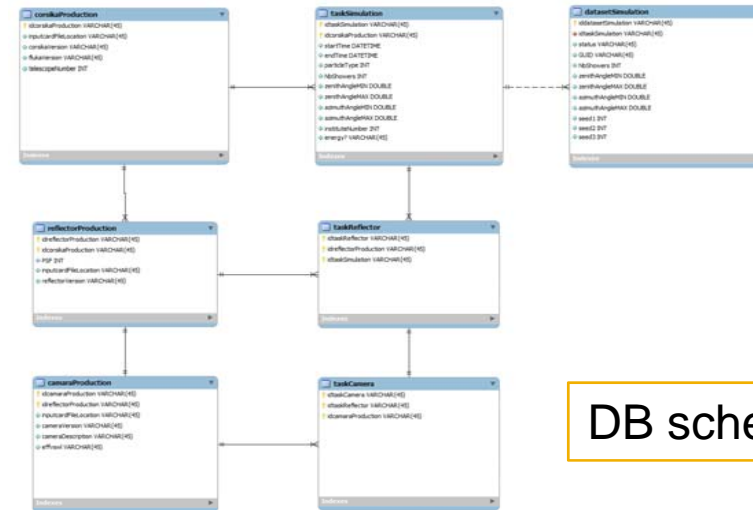 corsikaProduction
idcorsikaProduction VARCHAR(45)
inputcardFileLocation VARCHAR(45)
corsikaVersion VARCHAR(45)
flukaVersion VARCHAR(45)
telescopeNumber INT
Indexes
taskSimulation
idtaskSimulation VARCHAR(45)
idcorsikaProduction VARCHAR(45)
startTime DATETIME
endTime DATETIME
particleType INT
NbShowers INT
zenithAngleMIN DOUBLE
zenithAngleMAX DOUBLE
azimuthAngleMIN DOUBLE
azimuthAngleMAX DOUBLE
instituteNumber INT
energy? VARCHAR(45)
Indexes
datasetSimulation
iddatasetSimulation VARCHAR(45)
idtaskSimulation VARCHAR(45)
status VARCHAR(45)
GUID VARCHAR(45)
NbShowers INT
zenithAngleMIN DOUBLE
zenithAngleMAX DOUBLE
azimuthAngleMIN DOUBLE
azimuthAngleMAX DOUBLE
seed1 INT
seed2 INT
seed3 INT
Indexes
reflectorProduction
idreflectorProduction VARCHAR(45)
idcorsikaProduction VARCHAR(45)
PSF INT
inputcardFileLocation VARCHAR(45)
reflectorVersion VARCHAR(45)
Indexes
taskReflector
idtaskReflector VARCHAR(45)
idreflectorProduction VARCHAR(45)
idtaskSimulation VARCHAR(45)
Indexes
camaraProduction
idcamaraProduction VARCHAR(45)
idreflectorProduction VARCHAR(45)
inputcardFileLocation VARCHAR(45)
cameraVersion VARCHAR(45)
cameraDescription VARCHAR(45)
Indexes
taskCamera
idtaskCamera VARCHAR(45)
idtaskReflector VARCHAR(45)
idcamaraProduction VARCHAR(45)
Indexes
DB sche